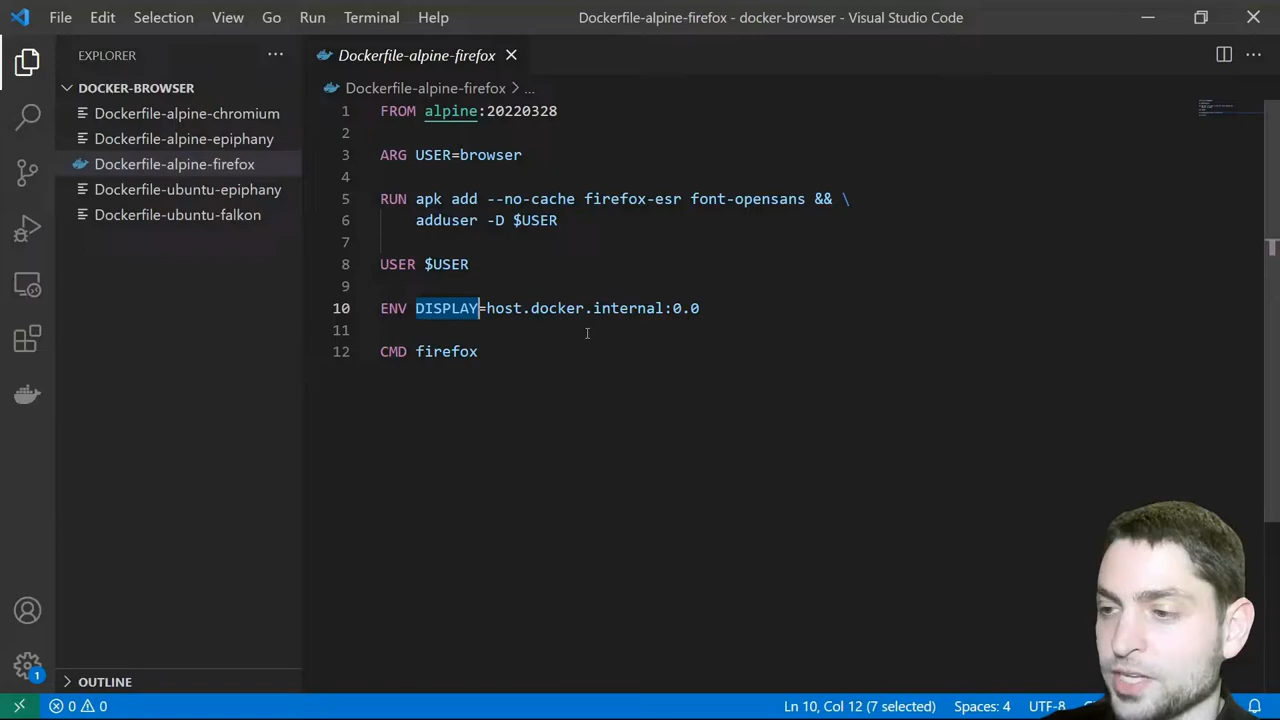 File Edit Selection View Go Run Terminal Help
Dockerfile-alpine-firefox - docker-browser - Visual Studio Code
EXPLORER
DOCKER-BROWSER
Dockerfile-alpine-chromium
Dockerfile-alpine-epiphany
Dockerfile-alpine-firefox
Dockerfile-ubuntu-epiphany
Dockerfile-ubuntu-falkon
OUTLINE
Dockerfile-alpine-firefox
Dockerfile-alpine-firefox > ...
1 FROM alpine:20220328
2
3 ARG USER=browser
4
5 RUN apk add --no-cache firefox-esr font-opensans && \
6 adduser -D $USER
7
8 USER $USER
9
10 ENV DISPLAY=host.docker.internal:0.0
11
12 CMD firefox
1
0 0
Ln 10, Col 12 (7 selected) Spaces: 4 UTF-8